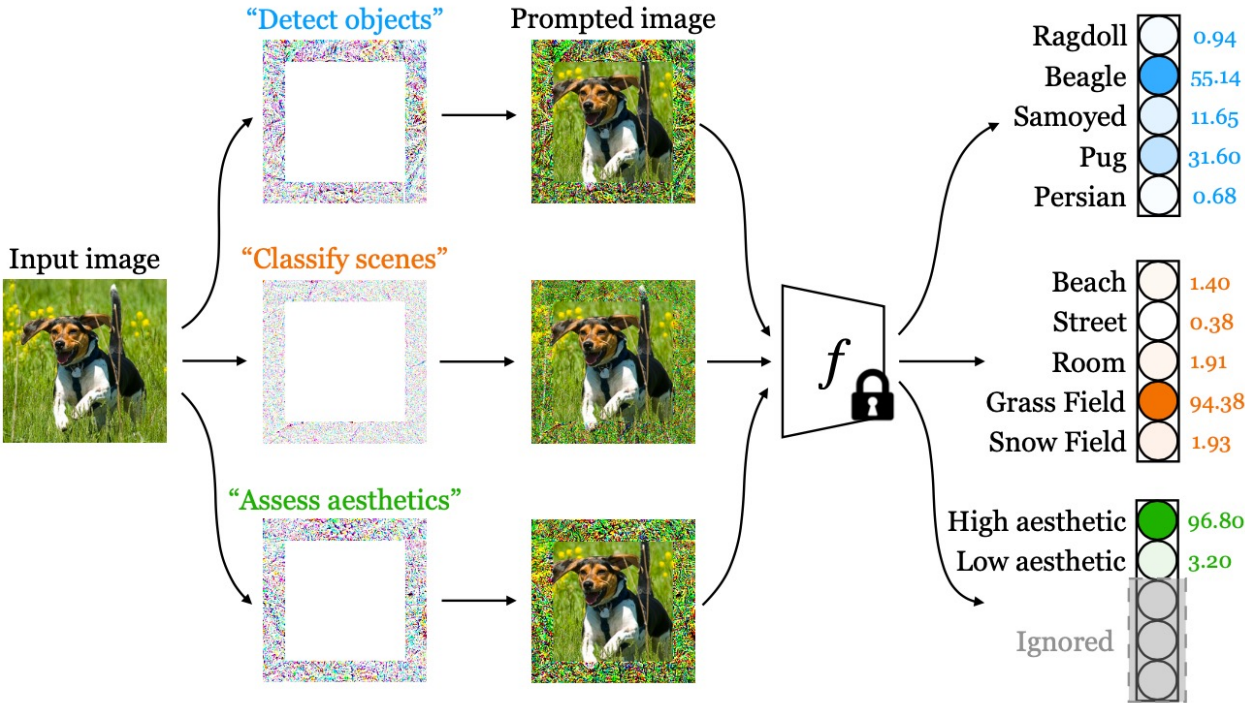 “Detect objects”
Prompted image
Input image
“Classify scenes”
“Assess aesthetics”
f
Ragdoll 0.94
Beagle 55.14
Samoyed 11.65
Pug 31.60
Persian 0.68
Beach 1.40
Street 0.38
Room 1.91
Grass Field 94.38
Snow Field 1.93
High aesthetic 96.80
Low aesthetic 3.20
Ignored